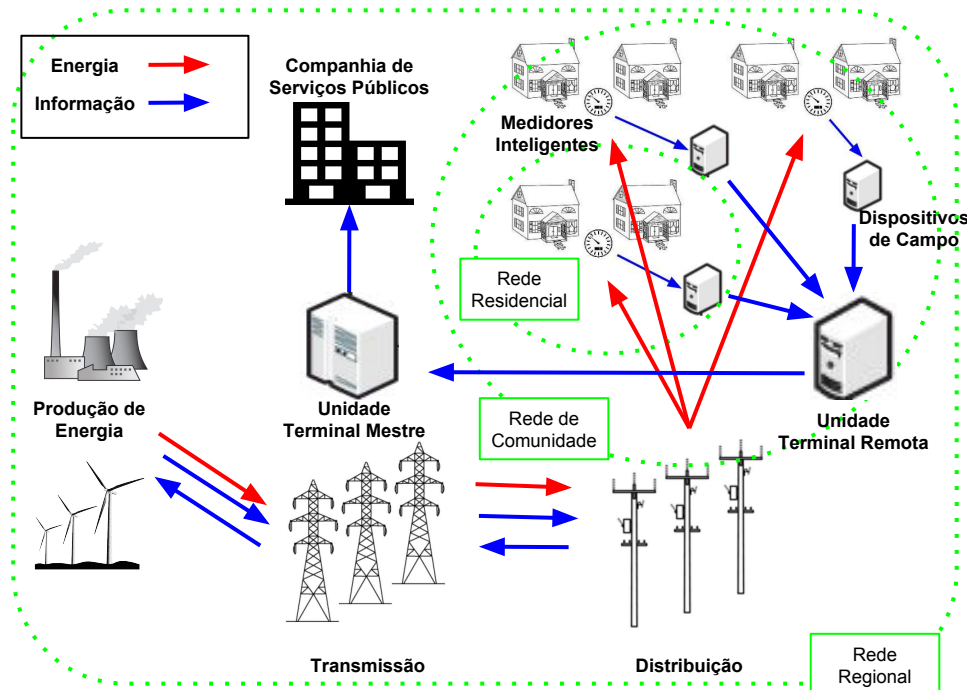 Energia
Informação
Companhia de
Serviços Públicos
Medidores
Inteligentes
Dispositivos
de Campo
Rede
Residencial
Produção de
Energia
Unidade
Terminal Mestre
Rede de
Comunidade
Unidade
Terminal Remota
Transmissão
Distribuição
Rede
Regional